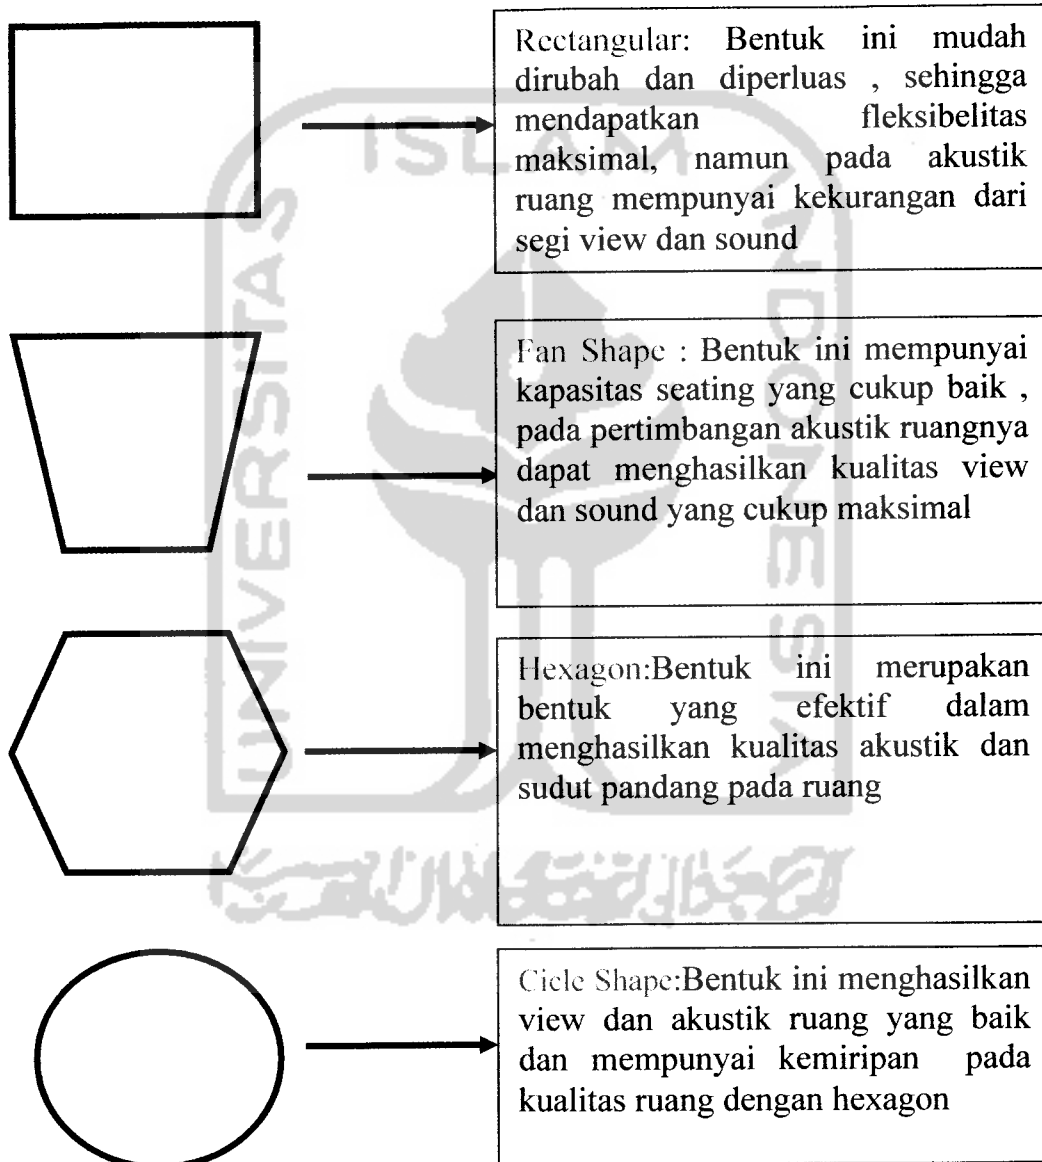 Rectangular: Bentuk ini mudah
dirubah dan diperluas , sehingga
mendapatkan fleksibelitas
maksimal, namun pada akustik
ruang mempunyai kekurangan dari
segi view dan sound
Fan Shape : Bentuk ini mempunyai
kapasitas seating yang cukup baik ,
pada pertimbangan akustik ruangnya
dapat menghasilkan kualitas view
dan sound yang cukup maksimal
Hexagon:Bentuk ini merupakan
bentuk yang efektif dalam
menghasilkan kualitas akustik dan
sudut pandang pada ruang
Cicle Shape:Bentuk ini menghasilkan
view dan akustik ruang yang baik
dan mempunyai kemiripan pada
kualitas ruang dengan hexagon
UNIVERSITAS
ISLAM
INDONESIA